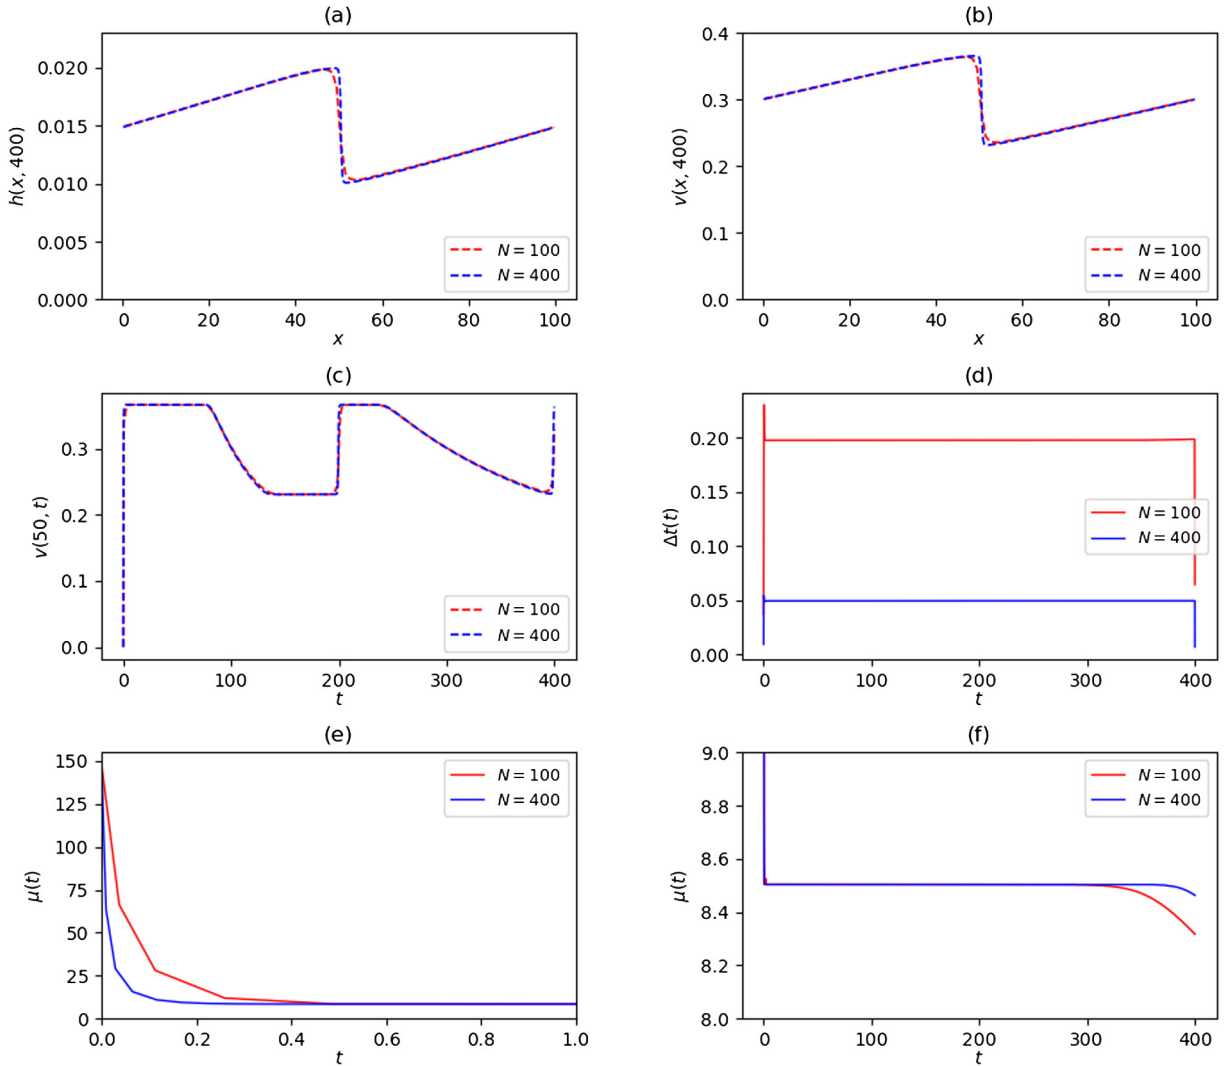 (a)
h(x, 400)
0.020
0.015
0.010
0.005
0.000
0 20 40 60 80 100
x
N = 100
N = 400
(b)
v(x, 400)
0.4
0.3
0.2
0.1
0.0
0 20 40 60 80 100
x
N = 100
N = 400
(c)
v(50, t)
0.3
0.2
0.1
0.0
0 100 200 300 400
t
N = 100
N = 400
(d)
Δt(t)
0.20
0.15
0.10
0.05
0.00
0 100 200 300 400
t
N = 100
N = 400
(e)
μ(t)
150
125
100
75
50
25
0
0.0 0.2 0.4 0.6 0.8 1.0
t
N = 100
N = 400
(f)
μ(t)
9.0
8.8
8.6
8.4
8.2
8.0
0 100 200 300 400
t
N = 100
N = 400